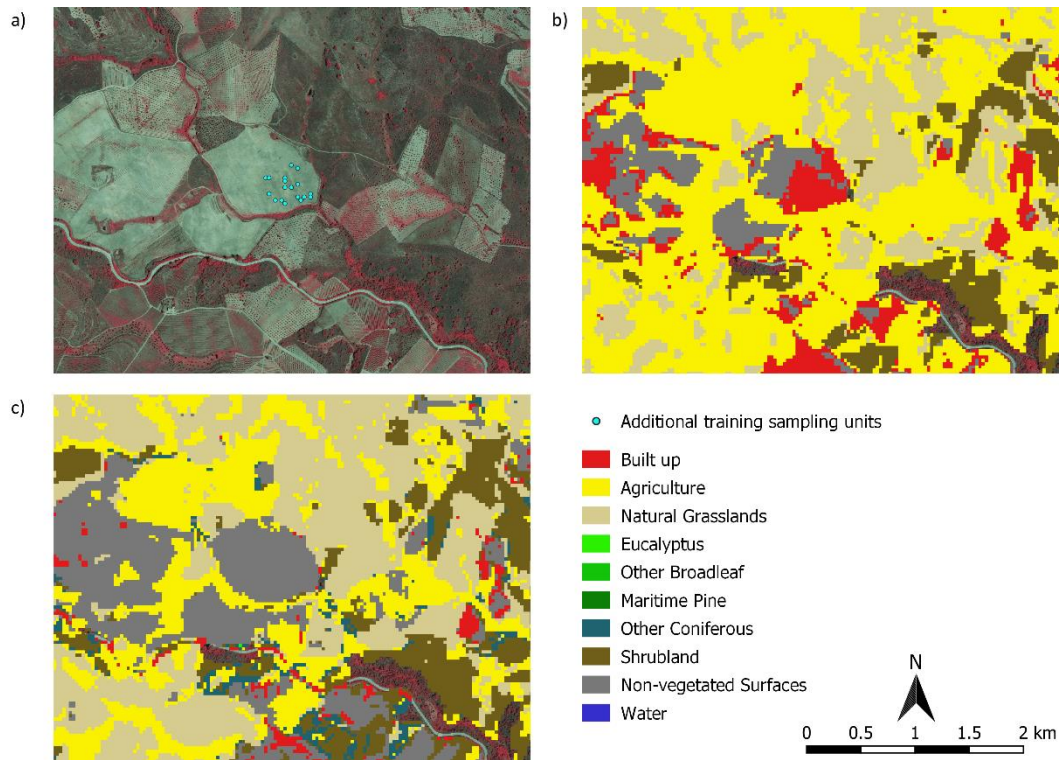 a)
b)
c)
Additional training sampling units
Built up
Agriculture
Natural Grasslands
Eucalyptus
Other Broadleaf
Maritime Pine
Other Coniferous
Shrubland
Non-vegetated Surfaces
Water
N
0 0.5 1 1.5 2 km